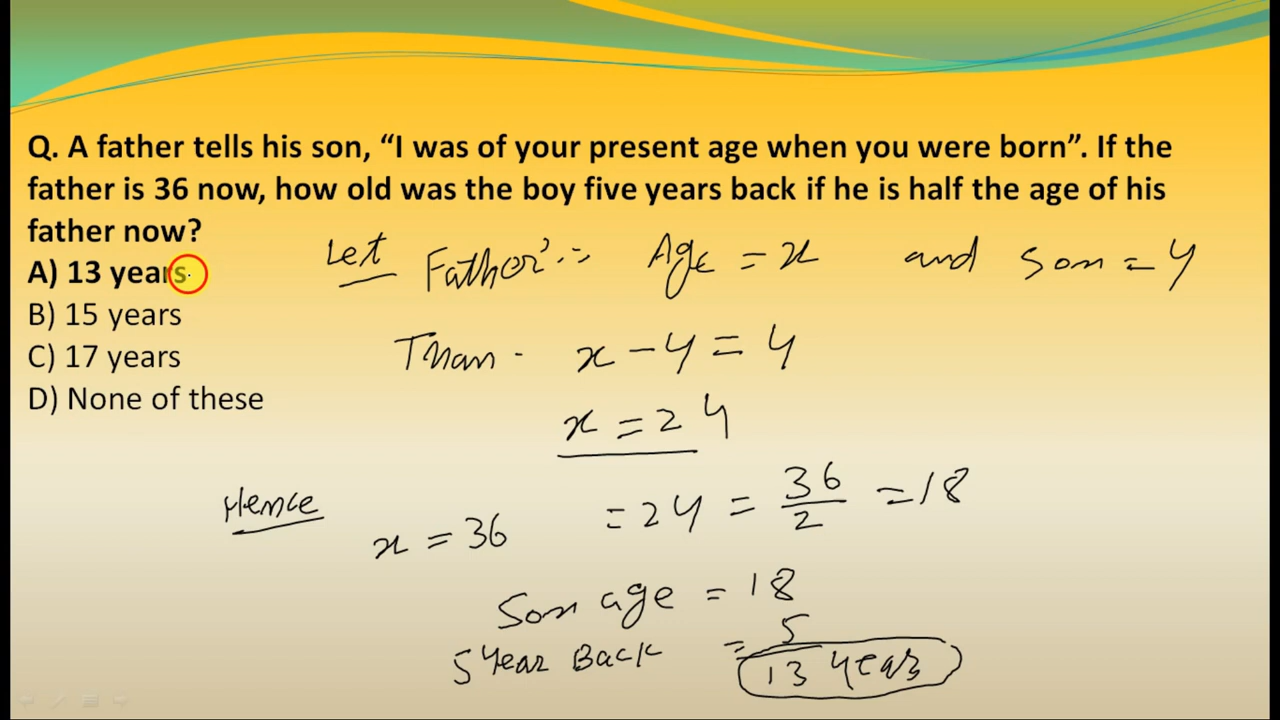 Q. A father tells his son, “I was of your present age when you were born”. If the
father is 36 now, how old was the boy five years back if he is half the age of his
father now?
A) 13 years
B) 15 years
C) 17 years
D) None of these
Let Father's Age = x and Son = y
Than x - y = y
x = 2y
Hence x = 36 = 2y = 36/2 = 18
Son age = 18
5 Year Back = 5
13 years